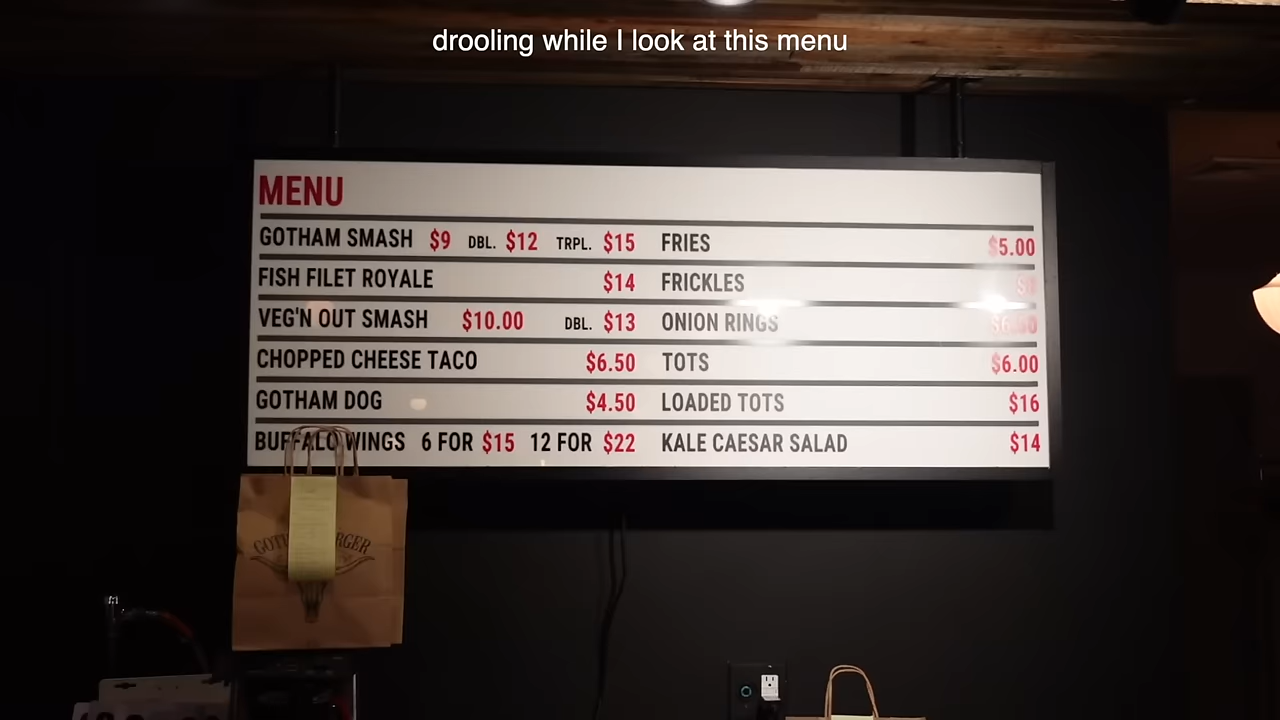 drooling while I look at this menu
MENU
GOTHAM SMASH $9 DBL. $12 TRPL. $15
FISH FILET ROYALE $14
VEG'N OUT SMASH $10.00 DBL. $13
CHOPPED CHEESE TACO $6.50
GOTHAM DOG $4.50
BUFFALO WINGS 6 FOR $15 12 FOR $22
FRIES $5.00
FRICKLES
ONION RINGS
TOTS $6.00
LOADED TOTS $16
KALE CAESAR SALAD $14